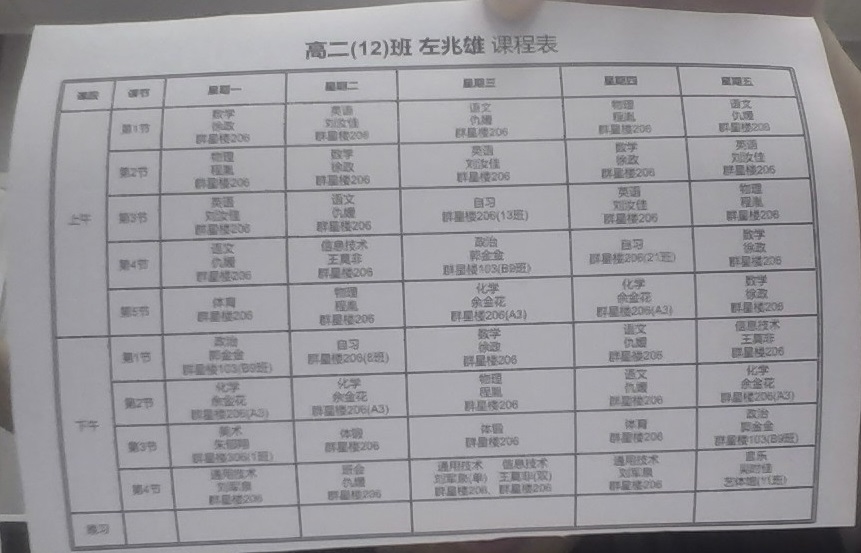 高二(12)班 左兆雄 课程表
课段 课节 星期一 星期二 星期三 星期四 星期五
上午
第1节
数学 英语 语文 物理 语文
徐政 刘汝佳 仇媛 程胤 仇媛
群星楼206 群星楼206 群星楼206 群星楼206 群星楼206
第2节
物理 数学 英语 数学 英语
程胤 徐政 刘汝佳 徐政 刘汝佳
群星楼206 群星楼206 群星楼206 群星楼206 群星楼206
第3节
英语 语文 自习 英语 物理
刘汝佳 仇媛 群星楼206(13班) 刘汝佳 程胤
群星楼206 群星楼206 群星楼206 群星楼206
第4节
语文 信息技术 政治 自习 数学
仇媛 王莫非 郭金金 群星楼206(21班) 徐政
群星楼206 群星楼206 群星楼103(B9班) 群星楼206
第5节
体育 物理 化学 化学 数学
群星楼206 程胤 余金花 余金花 徐政
群星楼206 群星楼206(A3) 群星楼206(A3) 群星楼206
下午
第1节
政治 自习 数学 语文 信息技术
郭金金 群星楼206(6班) 徐政 仇媛 王莫非
群星楼103(B9班) 群星楼206 群星楼206 群星楼206
第2节
化学 化学 物理 语文 化学
余金花 余金花 程胤 仇媛 余金花
群星楼206(A3) 群星楼206(A3) 群星楼206 群星楼206 群星楼206(A3)
第3节
美术 体锻 体锻 体育 政治
群星楼206 群星楼206 群星楼206 郭金金
群星楼306(1班) 群星楼103(B9班)
第4节
通用技术 班会 通用技术 信息技术 通用技术 音乐
刘军泉 仇媛 刘军泉(单) 王莫非(双) 刘军泉
群星楼206 群星楼206 群星楼206、群星楼206 群星楼206 艺体馆(11班)
晚习